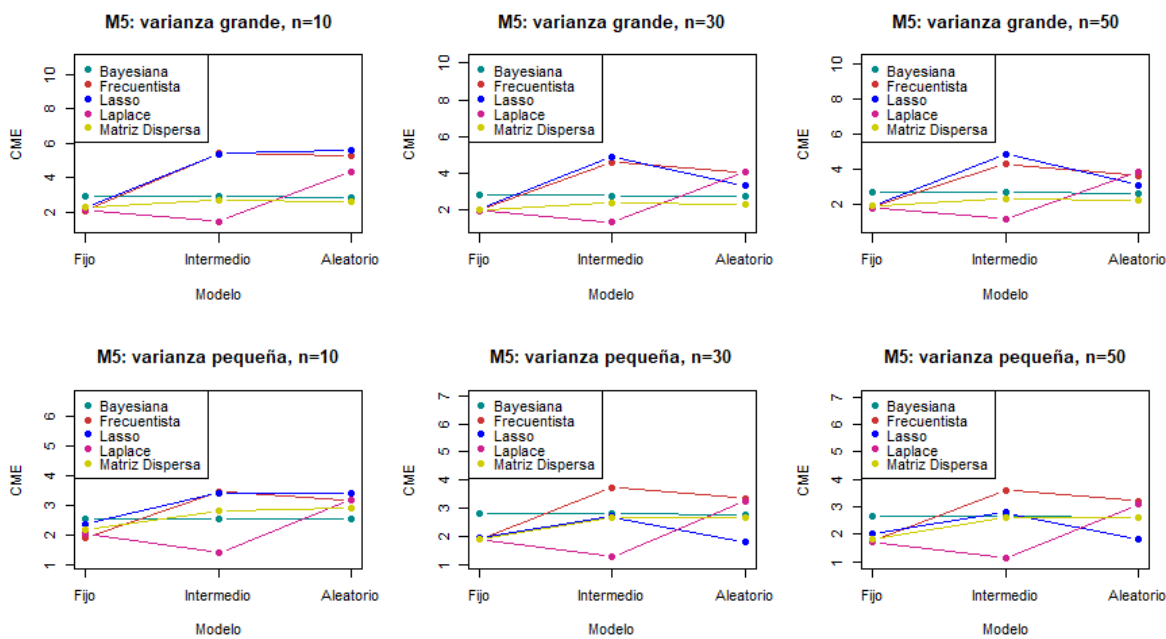 M5: varianza grande, n=10
CME
10
8
6
4
2
Bayesiana
Frecuentista
Lasso
Laplace
Matriz Dispersa
Fijo Intermedio Aleatorio
Modelo
M5: varianza grande, n=30
CME
10
8
6
4
2
Bayesiana
Frecuentista
Lasso
Laplace
Matriz Dispersa
Fijo Intermedio Aleatorio
Modelo
M5: varianza grande, n=50
CME
10
8
6
4
2
Bayesiana
Frecuentista
Lasso
Laplace
Matriz Dispersa
Fijo Intermedio Aleatorio
Modelo
M5: varianza pequeña, n=10
CME
6
5
4
3
2
1
Bayesiana
Frecuentista
Lasso
Laplace
Matriz Dispersa
Fijo Intermedio Aleatorio
Modelo
M5: varianza pequeña, n=30
CME
7
6
5
4
3
2
1
Bayesiana
Frecuentista
Lasso
Laplace
Matriz Dispersa
Fijo Intermedio Aleatorio
Modelo
M5: varianza pequeña, n=50
CME
7
6
5
4
3
2
1
Bayesiana
Frecuentista
Lasso
Laplace
Matriz Dispersa
Fijo Intermedio Aleatorio
Modelo